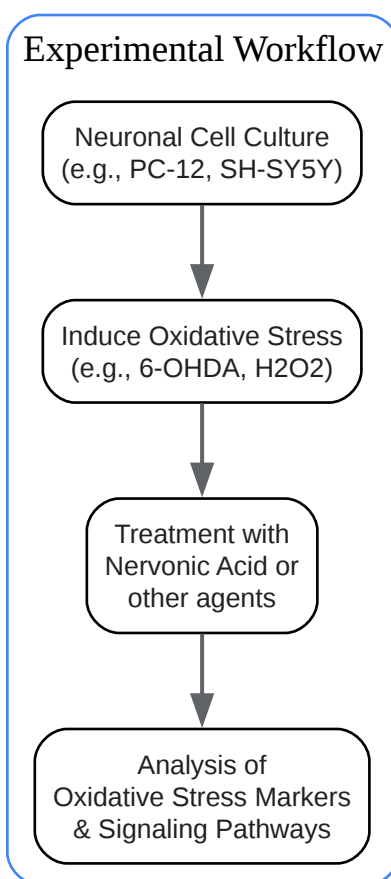 Experimental Workflow
Neuronal Cell Culture
(e.g., PC-12, SH-SY5Y)
Induce Oxidative Stress
(e.g., 6-OHDA, H2O2)
Treatment with
Nervonic Acid or
other agents
Analysis of
Oxidative Stress Markers
& Signaling Pathways